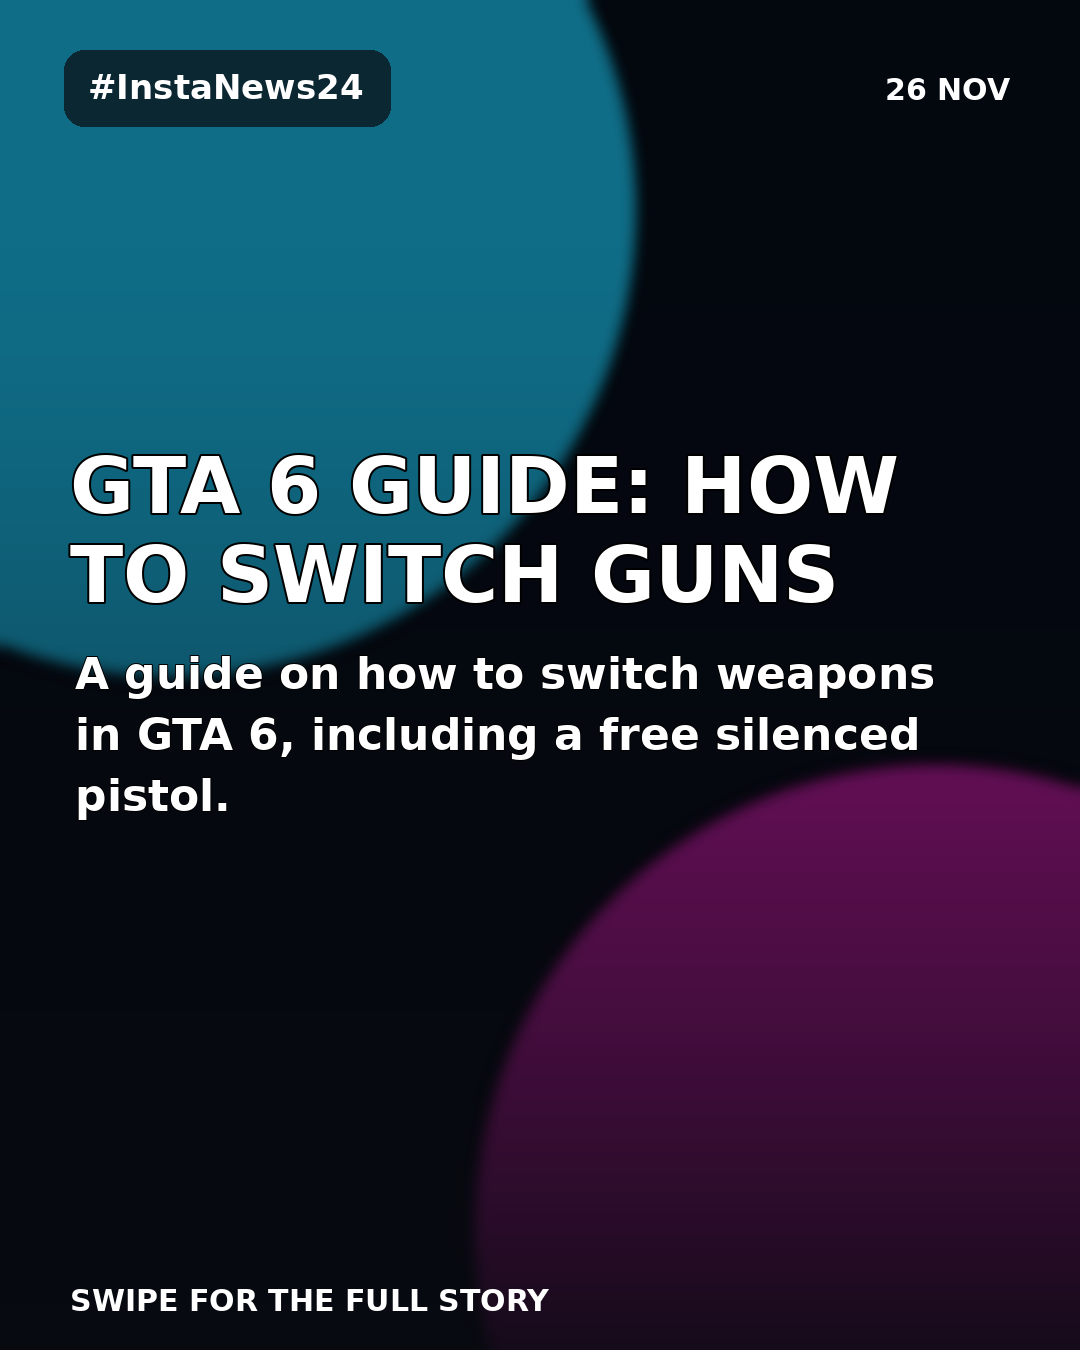 #InstaNews24
26 NOV
GTA 6 GUIDE: HOW
TO SWITCH GUNS
A guide on how to switch weapons
in GTA 6, including a free silenced
pistol.
SWIPE FOR THE FULL STORY